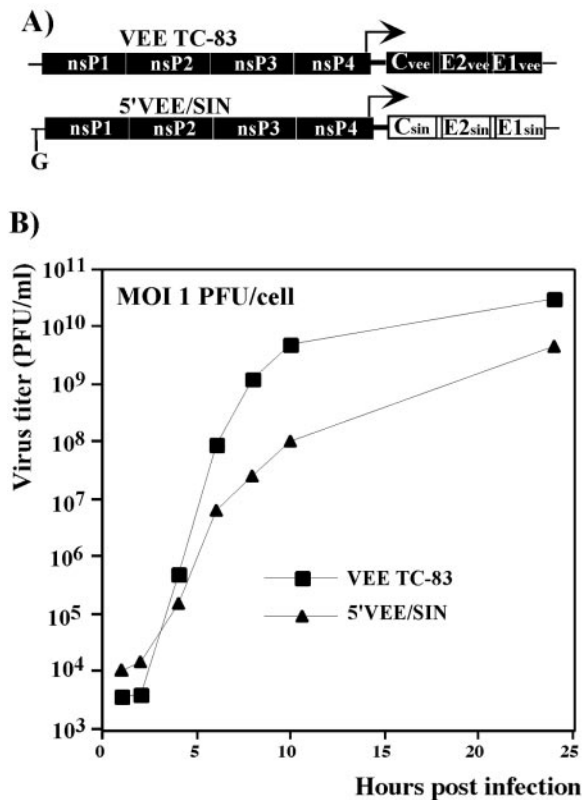 A)
VEE TC-83
nsP1 nsP2 nsP3 nsP4 Cvee E2vee E1vee
5'VEE/SIN
nsP1 nsP2 nsP3 nsP4 Csin E2sin E1sin
G
B)
MOI 1 PFU/cell
Virus titer (PFU/ml)
10¹¹
10¹⁰
10⁹
10⁸
10⁷
10⁶
10⁵
10⁴
10³
VEE TC-83
5'VEE/SIN
0 5 10 15 20 25
Hours post infection